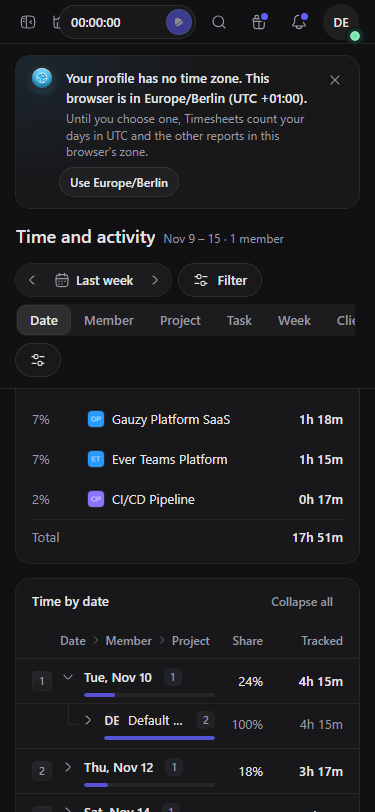 00:00:00
DE
Your profile has no time zone. This
browser is in Europe/Berlin (UTC +01:00).
Until you choose one, Timesheets count your
days in UTC and the other reports in this
browser's zone.
Use Europe/Berlin
Time and activity Nov 9 – 15 · 1 member
Last week Filter
Date Member Project Task Week Clie
7% GP Gauzy Platform SaaS 1h 18m
7% ET Ever Teams Platform 1h 15m
2% CP CI/CD Pipeline 0h 17m
Total 17h 51m
Time by date Collapse all
Date Member Project Share Tracked
1 Tue, Nov 10 1 24% 4h 15m
DE Default ... 2 100% 4h 15m
2 Thu, Nov 12 1 18% 3h 17m
Sat, Nov 14